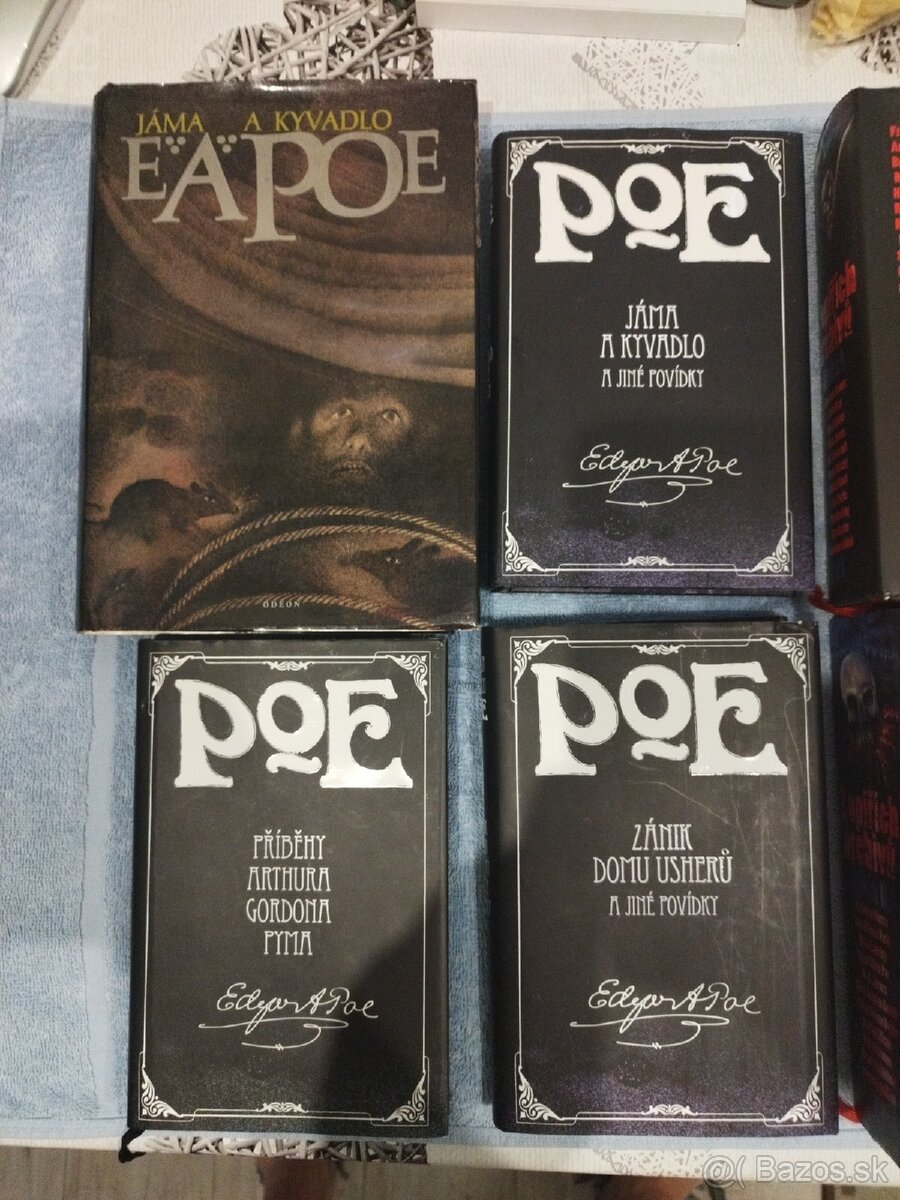 JÁMA A KYVADLO
E.A.POE
ODEON
POE
JÁMA
A KYVADLO
A JINÉ POVÍDKY
Edgar A Poe
POE
PŘÍBĚHY
ARTHURA
GORDONA
PYMA
Edgar A Poe
POE
ZÁNIK
DOMU USHERŮ
A JINÉ POVÍDKY
Edgar A Poe
@( Bazos.sk